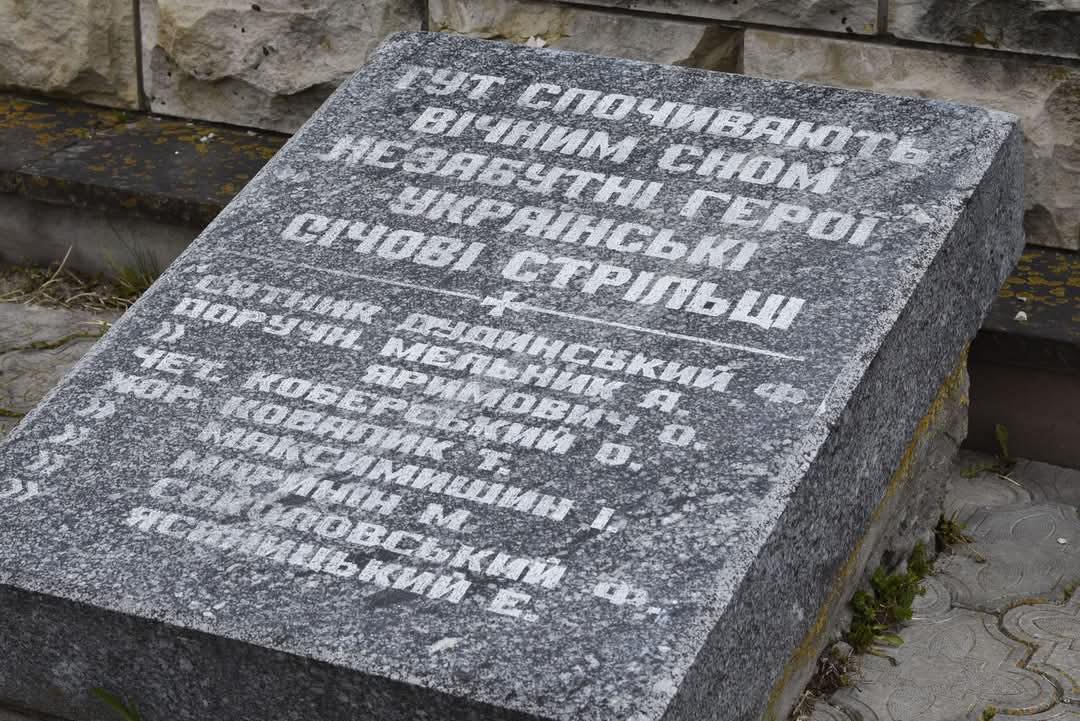 ТУТ СПОЧИВАЮТЬ
ВІЧНИМ СНОМ
НЕЗАБУТНІ ГЕРОЇ
УКРАЇНСЬКІ
СІЧОВІ СТРІЛЬЦІ
СОТНИК ДУДИНСЬКИЙ Ф.
ПОРУЧН. МЕЛЬНИК А.
» ЯРИМОВИЧ О.
ЧЕТ. КОБЕРСЬКИЙ О.
ХОР. КОВАЛИК Т.
» МАКСИМИШИН І.
» МАРТИНІВ М.
» СОКОЛОВСЬКИЙ Ф.
» ЯСЕНИЦЬКИЙ Е.